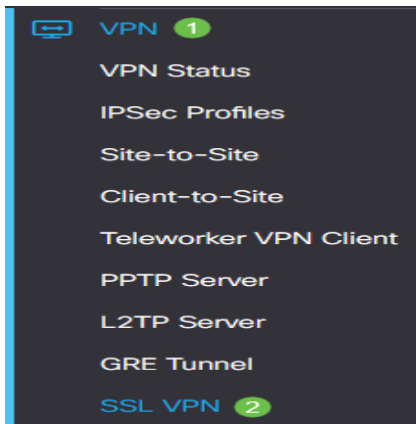 VPN 1
VPN Status
IPSec Profiles
Site-to-Site
Client-to-Site
Teleworker VPN Client
PPTP Server
L2TP Server
GRE Tunnel
SSL VPN 2